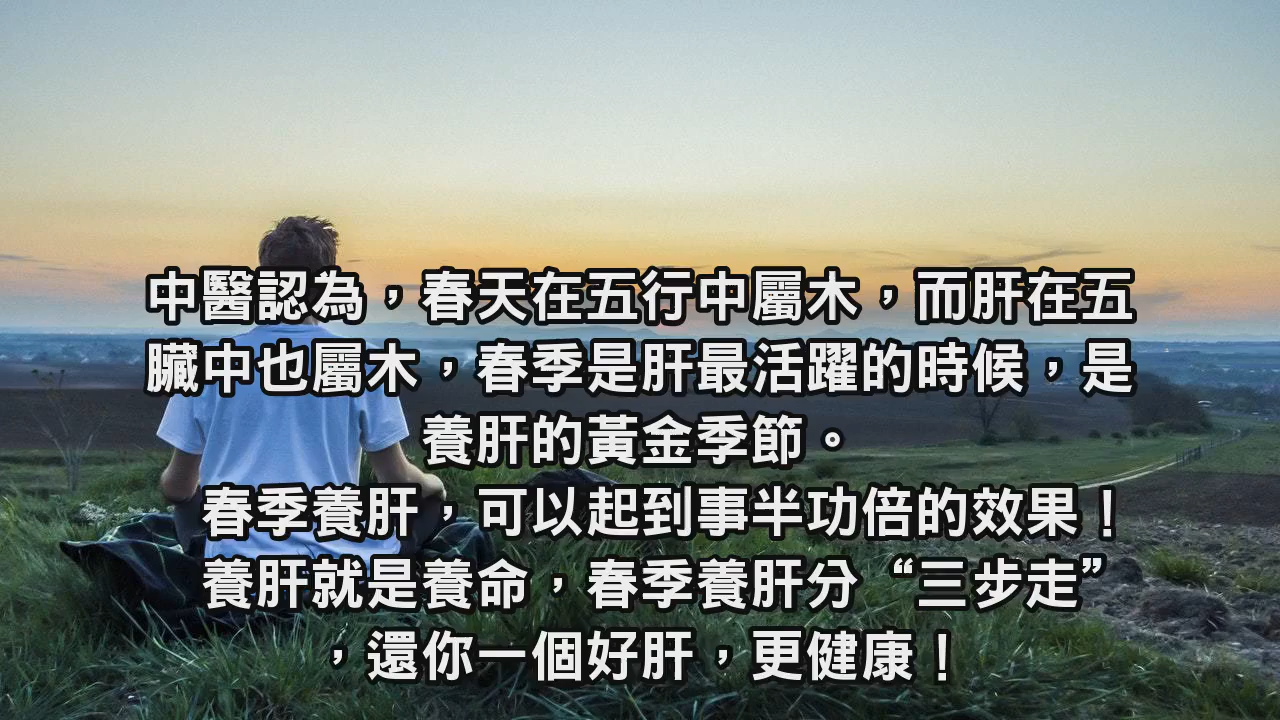 中醫認為，春天在五行中屬木，而肝在五
臟中也屬木，春季是肝最活躍的時候，是
養肝的黃金季節。
春季養肝，可以起到事半功倍的效果！
養肝就是養命，春季養肝分“三步走”
，還你一個好肝，更健康！